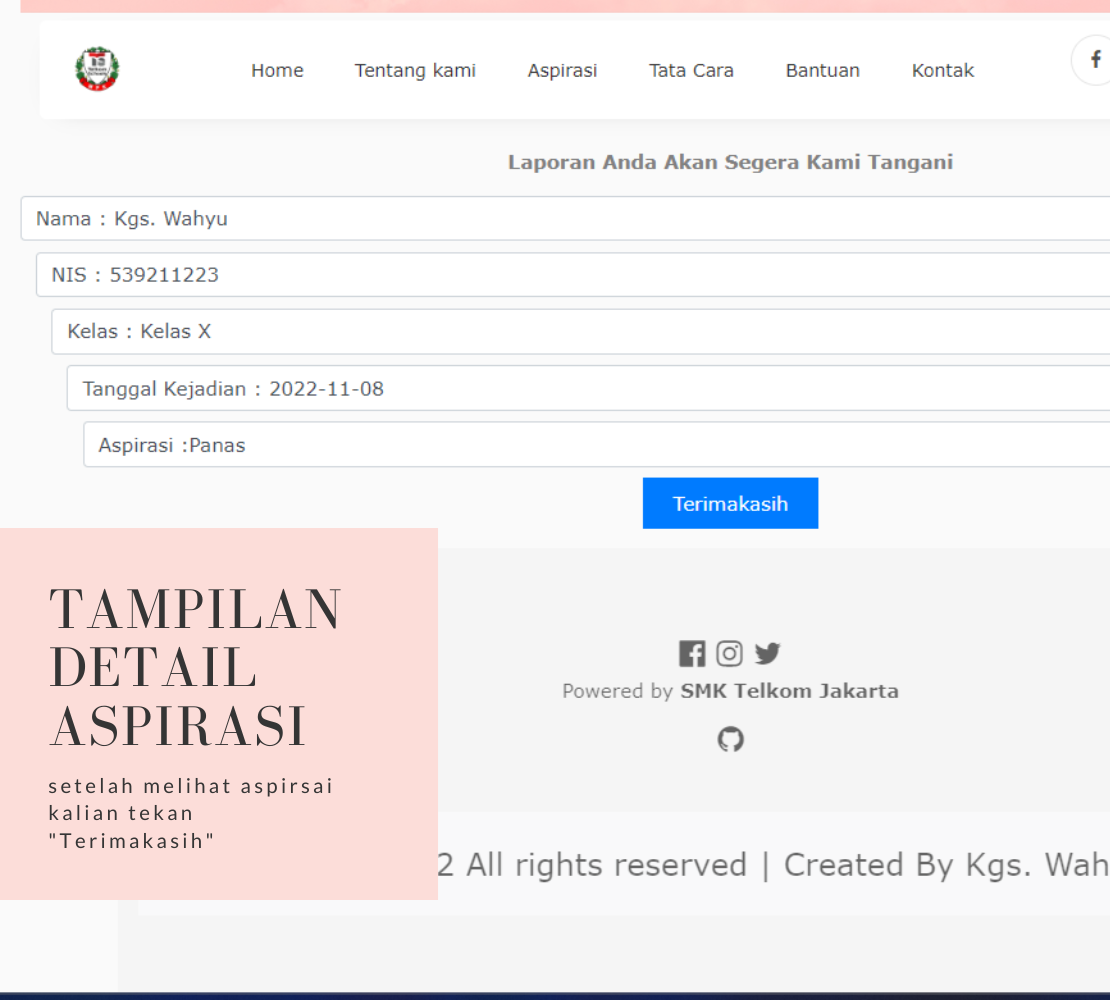 Home Tentang kami Aspirasi Tata Cara Bantuan Kontak
Laporan Anda Akan Segera Kami Tangani
Nama : Kgs. Wahyu
NIS : 539211223
Kelas : Kelas X
Tanggal Kejadian : 2022-11-08
Aspirasi :Panas
Terimakasih
TAMPILAN
DETAIL
ASPIRASI
setelah melihat aspirsai
kalian tekan
"Terimakasih"
Powered by SMK Telkom Jakarta
2 All rights reserved | Created By Kgs. Wah